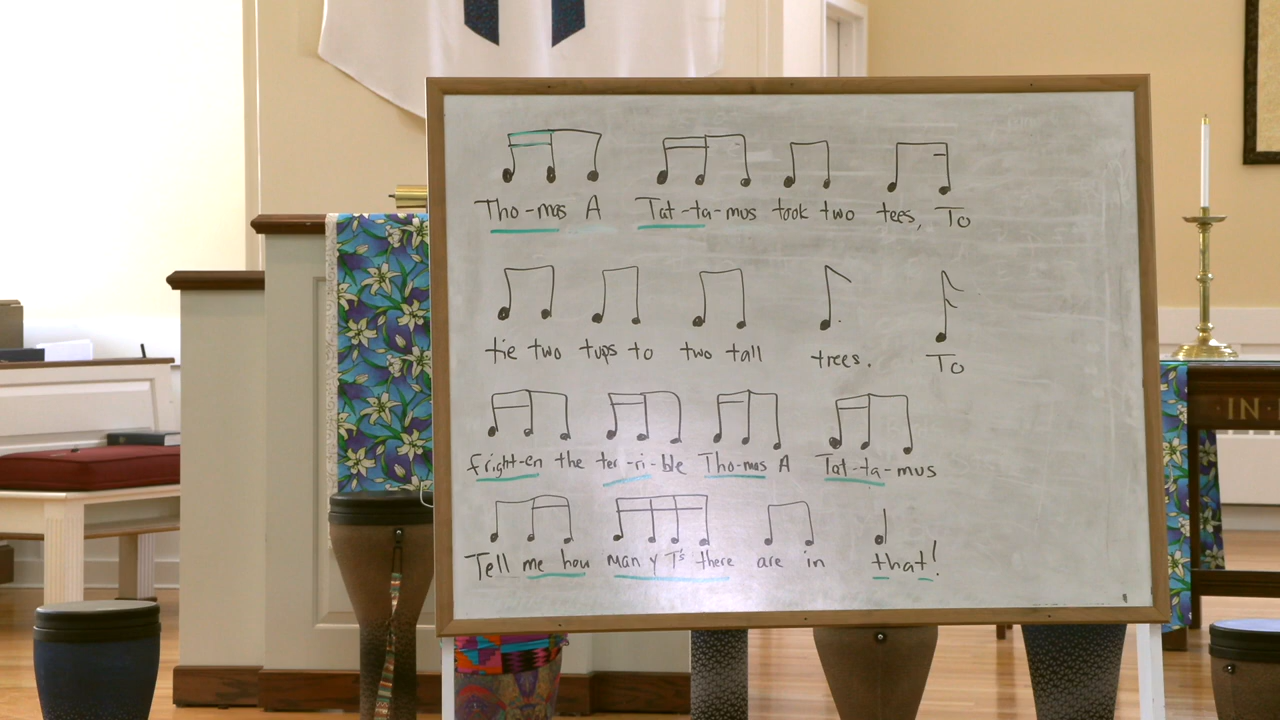 Tho-mas A Tat-ta-mus took two tees, To
tie two tups to two tall trees. To
fright-en the ter-ri-ble Tho-mas A Tat-ta-mus
Tell me how man y T's there are in that!
IN